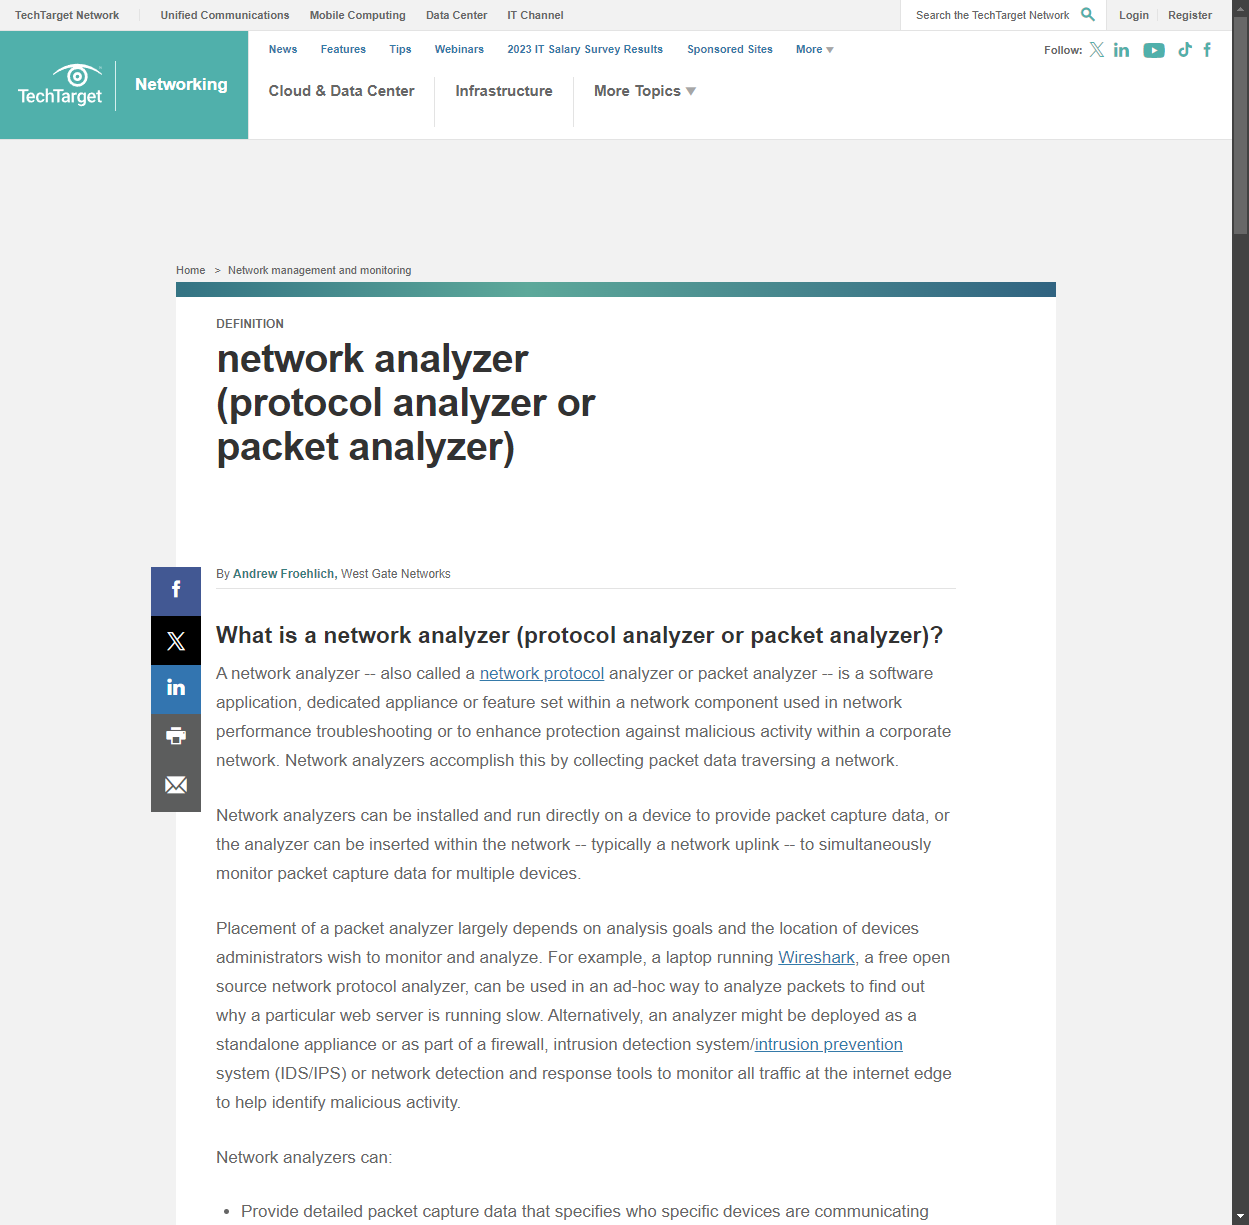 TechTarget Network Unified Communications Mobile Computing Data Center IT Channel Search the TechTarget Network Login Register
News Features Tips Webinars 2023 IT Salary Survey Results Sponsored Sites More Follow:
TechTarget Networking
Cloud & Data Center Infrastructure More Topics
Home > Network management and monitoring
DEFINITION
network analyzer
(protocol analyzer or
packet analyzer)
By Andrew Froehlich, West Gate Networks
What is a network analyzer (protocol analyzer or packet analyzer)?
A network analyzer -- also called a network protocol analyzer or packet analyzer -- is a software
application, dedicated appliance or feature set within a network component used in network
performance troubleshooting or to enhance protection against malicious activity within a corporate
network. Network analyzers accomplish this by collecting packet data traversing a network.
Network analyzers can be installed and run directly on a device to provide packet capture data, or
the analyzer can be inserted within the network -- typically a network uplink -- to simultaneously
monitor packet capture data for multiple devices.
Placement of a packet analyzer largely depends on analysis goals and the location of devices
administrators wish to monitor and analyze. For example, a laptop running Wireshark, a free open
source network protocol analyzer, can be used in an ad-hoc way to analyze packets to find out
why a particular web server is running slow. Alternatively, an analyzer might be deployed as a
standalone appliance or as part of a firewall, intrusion detection system/intrusion prevention
system (IDS/IPS) or network detection and response tools to monitor all traffic at the internet edge
to help identify malicious activity.
Network analyzers can:
• Provide detailed packet capture data that specifies who specific devices are communicating